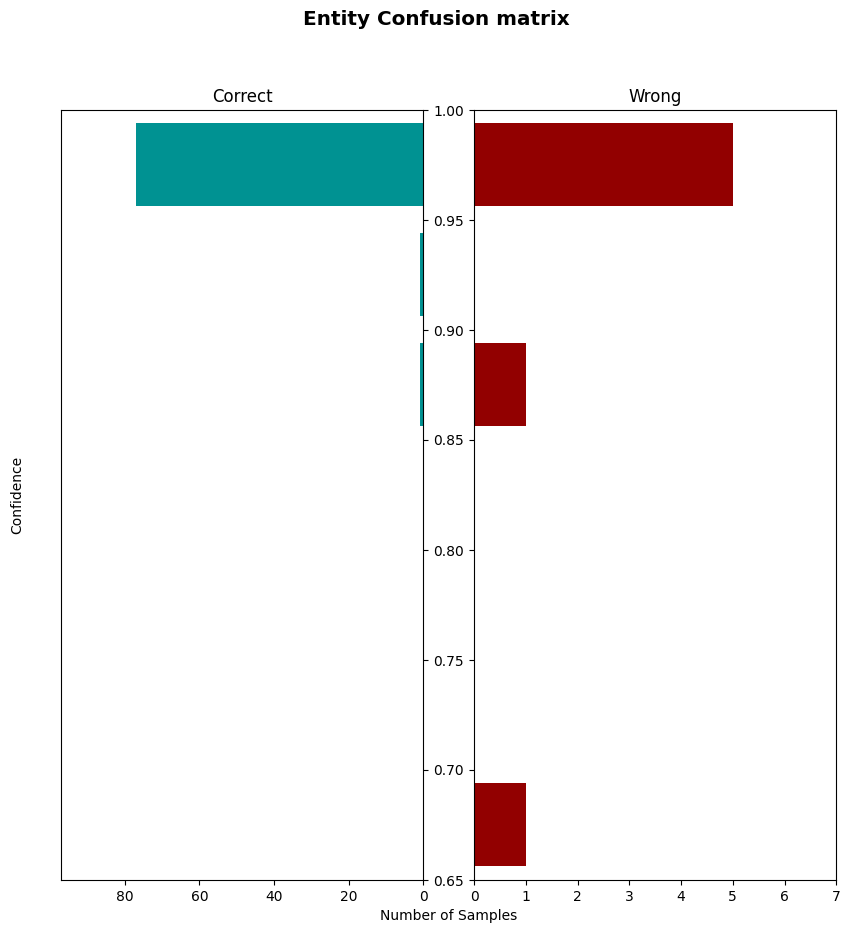 Entity Confusion matrix
Correct
Wrong
1.00
0.95
0.90
0.85
0.80
0.75
0.70
0.65
Confidence
80 60 40 20 0
0 1 2 3 4 5 6 7
Number of Samples